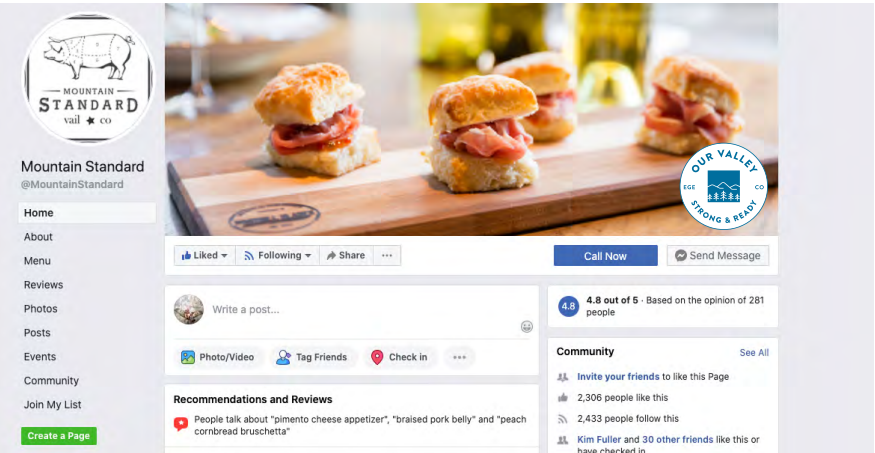 MOUNTAIN
STANDARD
vail ★ co
Mountain Standard
@MountainStandard
Home
About
Menu
Reviews
Photos
Posts
Events
Community
Join My List
Create a Page
OUR VALLEY
EGE
CO
STRONG & READY
Liked
Following
Share
...
Call Now
Send Message
Write a post...
Photo/Video
Tag Friends
Check in
...
Recommendations and Reviews
People talk about "pimento cheese appetizer", "braised pork belly" and "peach
cornbread bruschetta"
4.8
4.8 out of 5 · Based on the opinion of 281
people
Community
See All
Invite your friends to like this Page
2,306 people like this
2,433 people follow this
Kim Fuller and 30 other friends like this or
have checked in